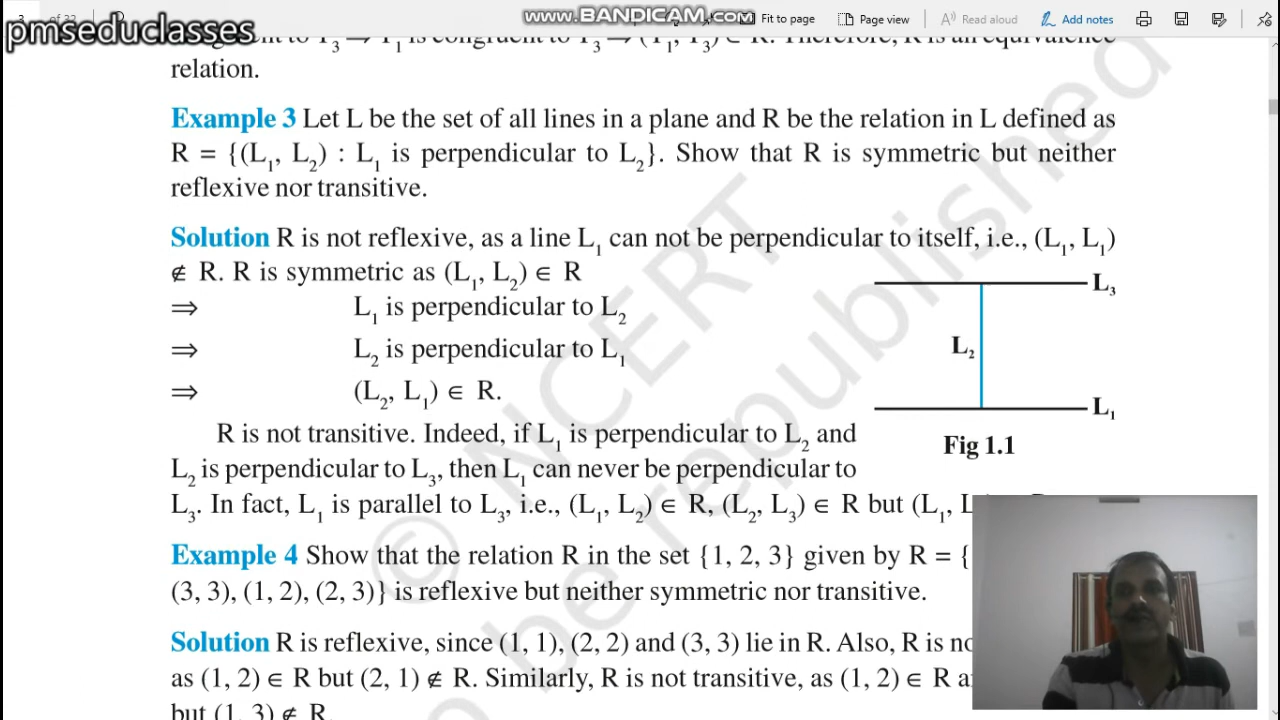 3 of 32
WWW.BANDICAM.COM
Fit to page
Page view
Read aloud
Add notes
pmseduclasses
relation.
Example 3 Let L be the set of all lines in a plane and R be the relation in L defined as
R = {(L₁, L₂) : L₁ is perpendicular to L₂}. Show that R is symmetric but neither
reflexive nor transitive.
Solution R is not reflexive, as a line L₁ can not be perpendicular to itself, i.e., (L₁, L₁)
∉ R. R is symmetric as (L₁, L₂) ∈ R
⇒ L₁ is perpendicular to L₂
⇒ L₂ is perpendicular to L₁
⇒ (L₂, L₁) ∈ R.
L₃
L₂
L₁
Fig 1.1
R is not transitive. Indeed, if L₁ is perpendicular to L₂ and
L₂ is perpendicular to L₃, then L₁ can never be perpendicular to
L₃. In fact, L₁ is parallel to L₃, i.e., (L₁, L₂) ∈ R, (L₂, L₃) ∈ R but (L₁, L
Example 4 Show that the relation R in the set {1, 2, 3} given by R = {
(3, 3), (1, 2), (2, 3)} is reflexive but neither symmetric nor transitive.
Solution R is reflexive, since (1, 1), (2, 2) and (3, 3) lie in R. Also, R is no
as (1, 2) ∈ R but (2, 1) ∉ R. Similarly, R is not transitive, as (1, 2) ∈ R a
but (1, 3) ∉ R
© NCERT
be republished